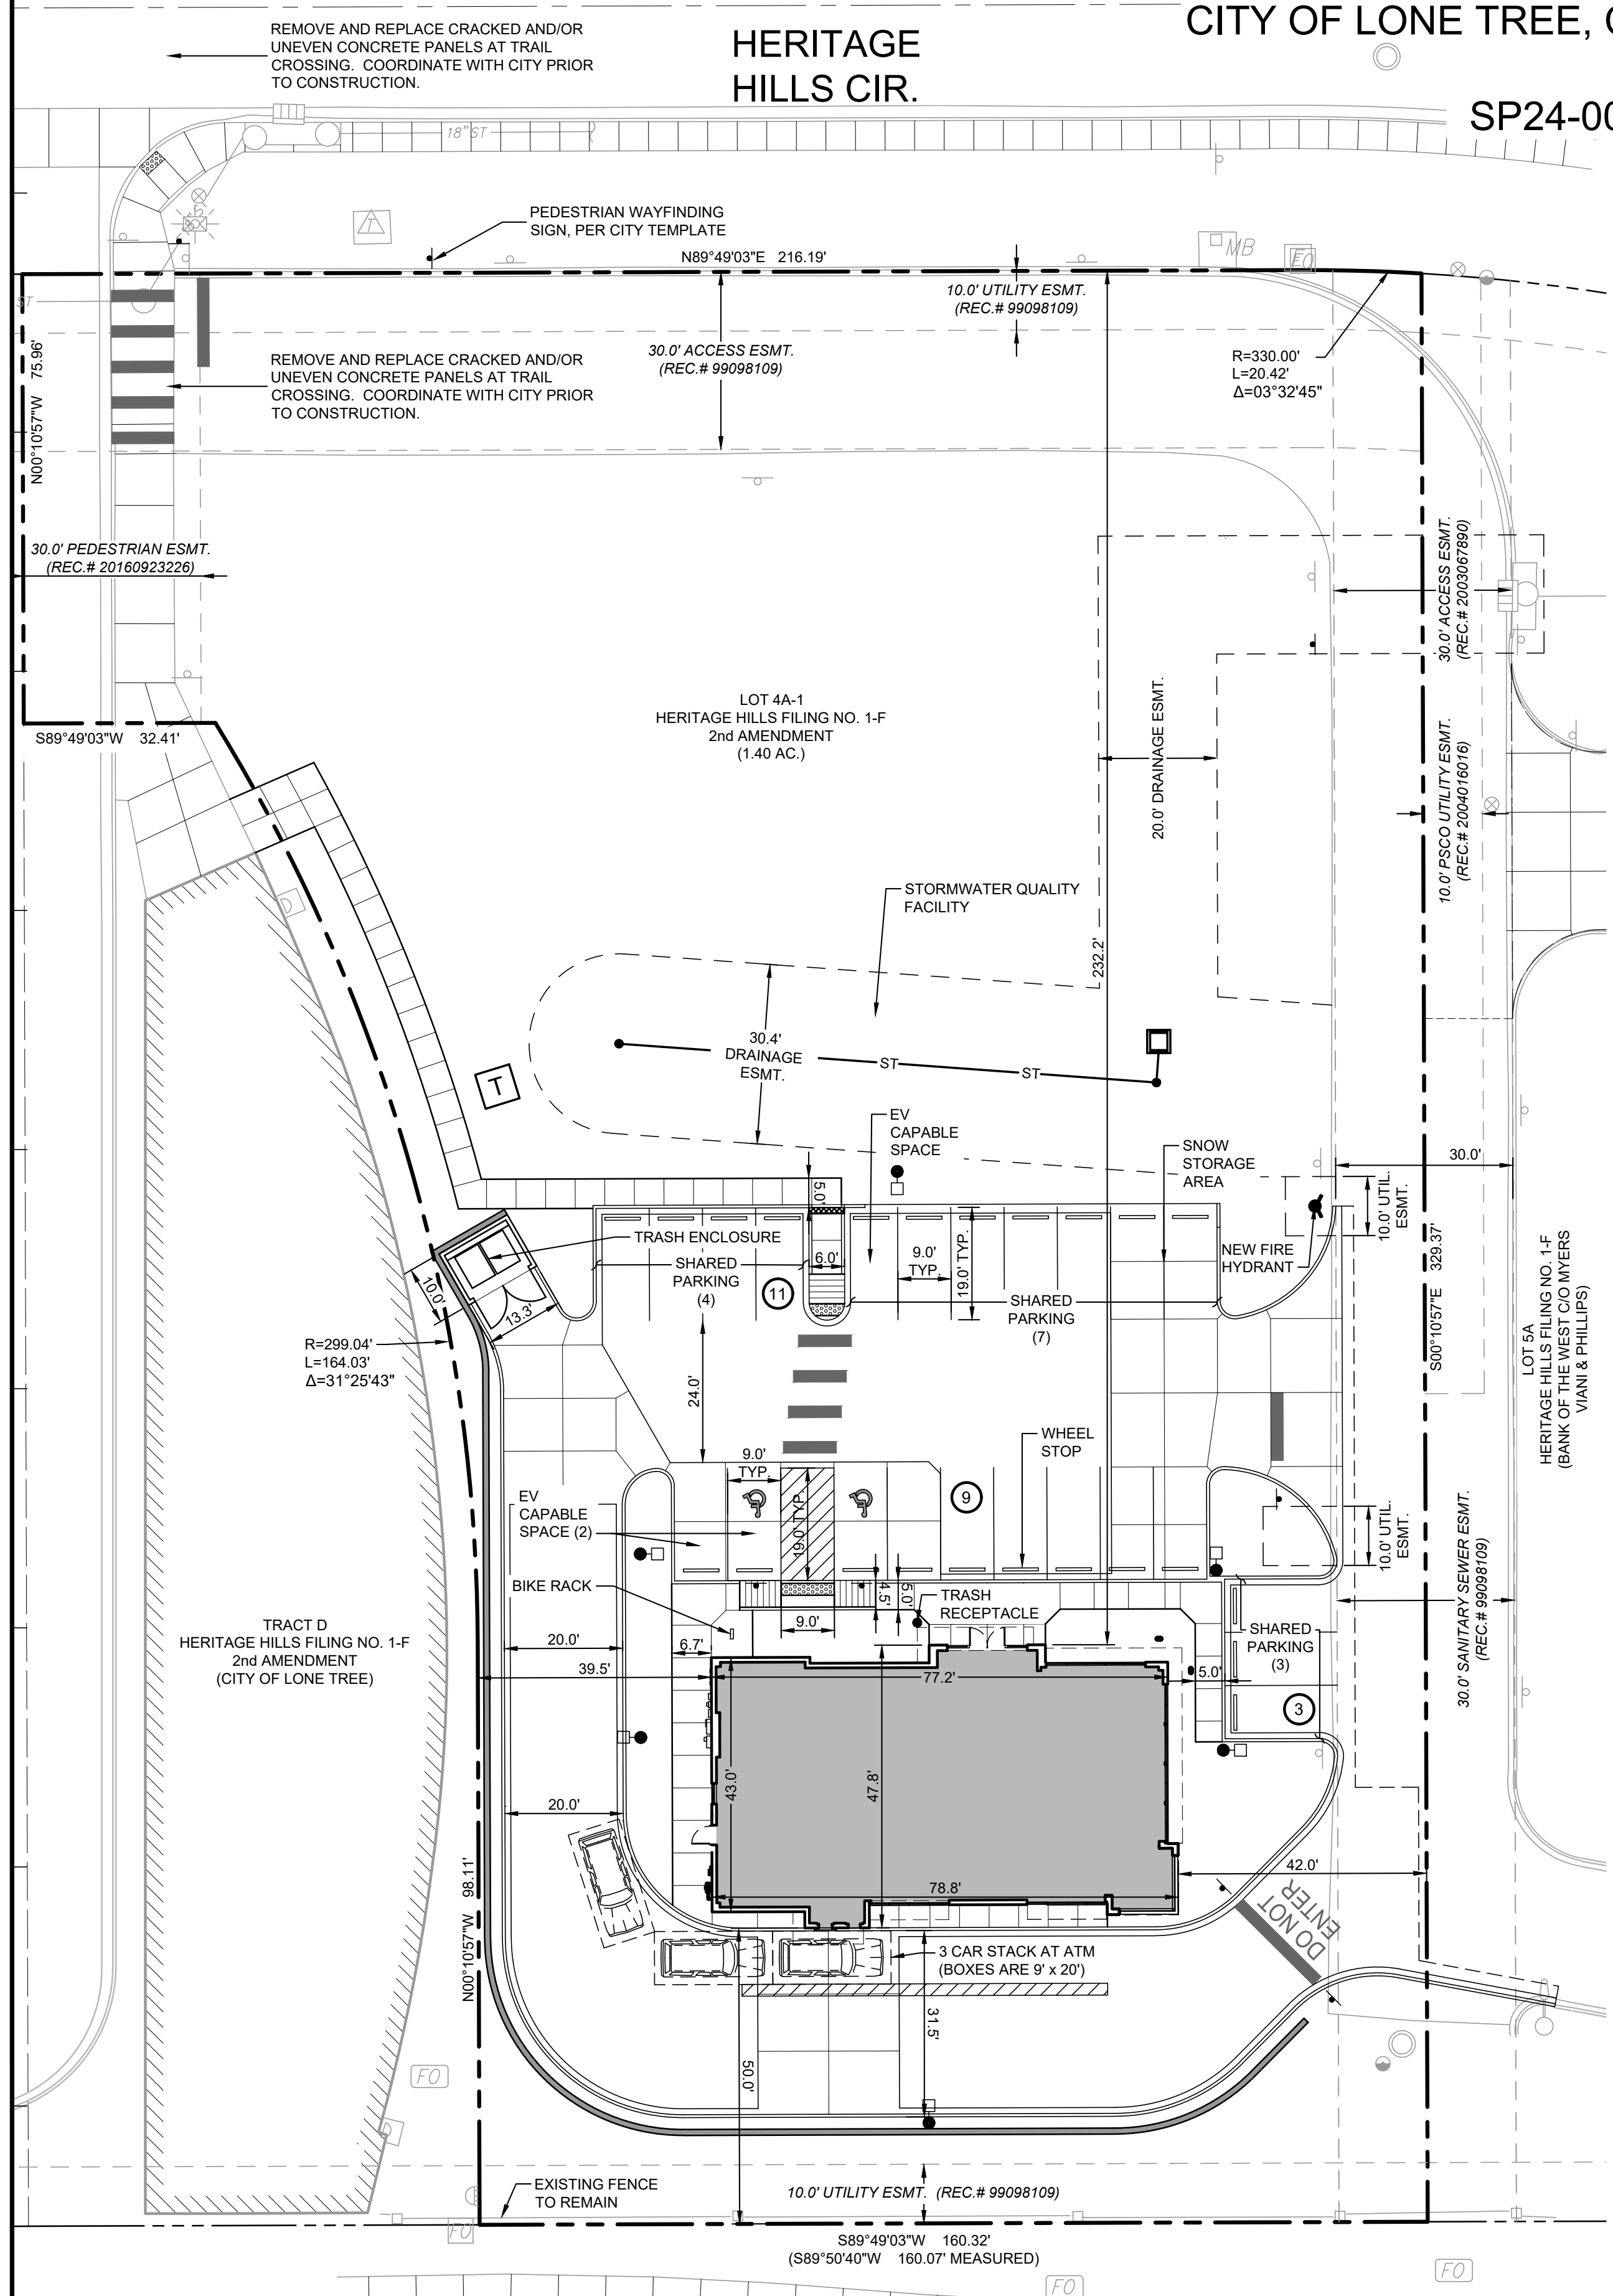 CITY OF LONE TREE,
HERITAGE
HILLS CIR.
SP24-00
REMOVE AND REPLACE CRACKED AND/OR
UNEVEN CONCRETE PANELS AT TRAIL
CROSSING.  COORDINATE WITH CITY PRIOR
TO CONSTRUCTION.
18" ST
PEDESTRIAN WAYFINDING
SIGN, PER CITY TEMPLATE
T
MB
N89°49'03"E   216.19'
10.0' UTILITY ESMT.
(REC.# 99098109)
ST
N00°10'57"W   75.96'
REMOVE AND REPLACE CRACKED AND/OR
UNEVEN CONCRETE PANELS AT TRAIL
CROSSING.  COORDINATE WITH CITY PRIOR
TO CONSTRUCTION.
30.0' ACCESS ESMT.
(REC.# 99098109)
R=330.00'
L=20.42'
Δ=03°32'45"
30.0' PEDESTRIAN ESMT.
(REC.# 20160923226)
30.0' ACCESS ESMT.
(REC.# 2003067890)
S89°49'03"W   32.41'
LOT 4A-1
HERITAGE HILLS FILING NO. 1-F
2nd AMENDMENT
(1.40 AC.)
20.0' DRAINAGE ESMT.
10.0' PSCO UTILITY ESMT.
(REC.# 2004016016)
STORMWATER QUALITY
FACILITY
232.2'
D
30.4'
DRAINAGE
ESMT.
ST
ST
T
EV
CAPABLE
SPACE
SNOW
STORAGE
AREA
30.0'
10.0' UTIL.
ESMT.
5.0'
TRASH ENCLOSURE
SHARED
PARKING
(4)
11
6.0'
9.0'
TYP.
19.0' TYP.
SHARED
PARKING
(7)
NEW FIRE
HYDRANT
S00°10'57"E   329.37'
LOT 5A
HERITAGE HILLS FILING NO. 1-F
(BANK OF THE WEST C/O MYERS
VIANI & PHILLIPS)
10.0'
13.3'
R=299.04'
L=164.03'
Δ=31°25'43"
24.0'
WHEEL
STOP
9.0'
TYP.
19.0' TYP.
9
EV
CAPABLE
SPACE (2)
10.0' UTIL.
ESMT.
BIKE RACK
4.5'
5.0'
TRASH
RECEPTACLE
9.0'
SHARED
PARKING
(3)
3
30.0' SANITARY SEWER ESMT.
(REC.# 99098109)
TRACT D
HERITAGE HILLS FILING NO. 1-F
2nd AMENDMENT
(CITY OF LONE TREE)
20.0'
6.7'
39.5'
77.2'
5.0'
43.0'
47.8'
20.0'
78.8'
42.0'
DO NOT
ENTER
N00°10'57"W   98.11'
3 CAR STACK AT ATM
(BOXES ARE 9' x 20')
31.5'
50.0'
FO
D
EXISTING FENCE
TO REMAIN
10.0' UTILITY ESMT.  (REC.# 99098109)
FO
S89°49'03"W   160.32'
(S89°50'40"W   160.07' MEASURED)
FO
FO